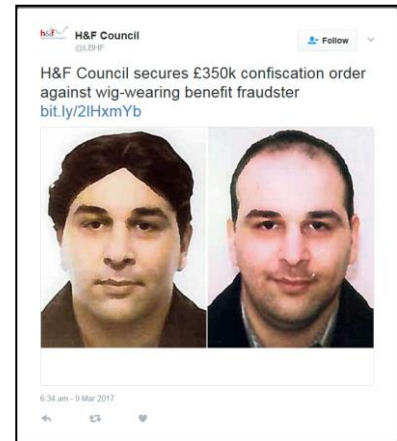 h&f
H&F Council
@LBHF
Follow
H&F Council secures £350k confiscation order
against wig-wearing benefit fraudster
bit.ly/2lHxmYb
6:34 am - 9 Mar 2017